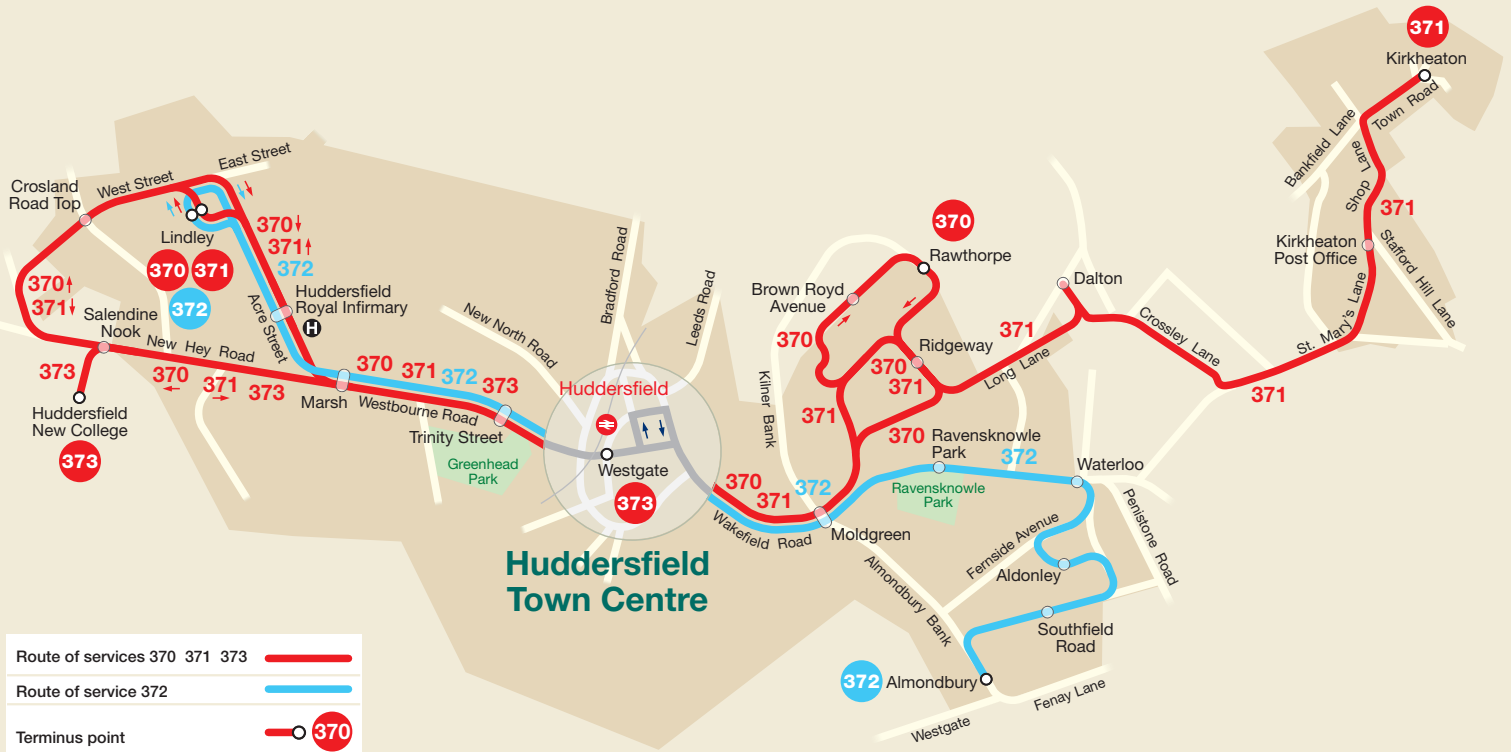 371
Kirkheaton
Town Road
Bankfield Lane
Shop Lane
371
Kirkheaton
Post Office
Stafford Hill Lane
St. Mary's Lane
371
Crossley Lane
Dalton
371
Long Lane
370
Rawthorpe
Brown Royd
Avenue
370
Ridgeway
370
371
371
370
Kilner Bank
Ravensknowle
Park
372
Ravensknowle
Park
Waterloo
Penistone Road
Fernside Avenue
Aldonley
Southfield
Road
Almondbury Bank
372
Almondbury
Fenay Lane
Westgate
Moldgreen
370
371
372
Wakefield Road
Huddersfield
Westgate
373
Huddersfield
Town Centre
Bradford Road
Leeds Road
New North Road
Trinity Street
Greenhead
Park
Westbourne Road
370 371 372 373
Marsh
East Street
West Street
Crosland
Road Top
Lindley
370 371
372
370
371
372
Acre Street
Huddersfield
Royal Infirmary
H
370
371
Salendine
Nook
New Hey Road
370 371 373
373
Huddersfield
New College
373
Route of services 370 371 373
Route of service 372
Terminus point
370